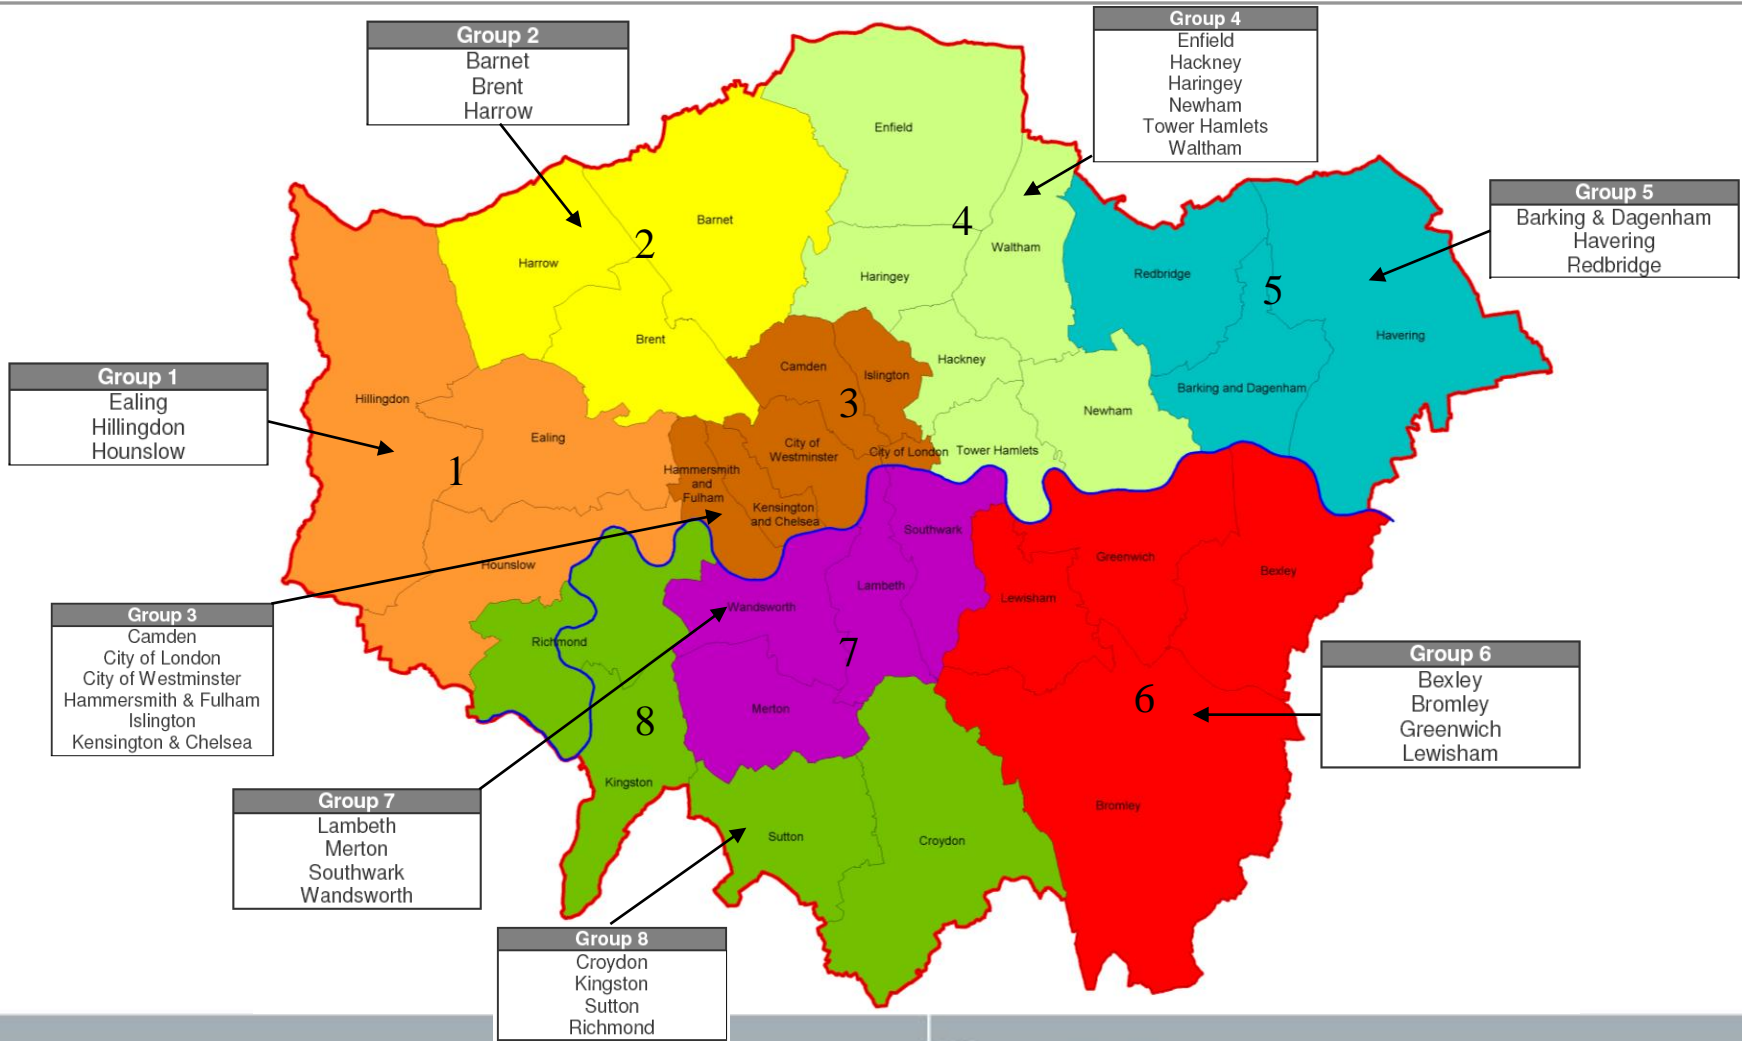 Group 2
Barnet
Brent
Harrow
Group 4
Enfield
Hackney
Haringey
Newham
Tower Hamlets
Waltham
Group 5
Barking & Dagenham
Havering
Redbridge
Group 1
Ealing
Hillingdon
Hounslow
Group 3
Camden
City of London
City of Westminster
Hammersmith & Fulham
Islington
Kensington & Chelsea
Group 6
Bexley
Bromley
Greenwich
Lewisham
Group 7
Lambeth
Merton
Southwark
Wandsworth
Group 8
Croydon
Kingston
Sutton
Richmond
Enfield
Barnet
2
4
Waltham
Harrow
Haringey
Redbridge
5
Brent
Havering
Hackney
Camden
Islington
Barking and Dagenham
Hillingdon
3
Newham
Ealing
City of
Westminster
City of London
Tower Hamlets
1
Hammersmith
and
Fulham
Kensington
and Chelsea
Southwark
Greenwich
Hounslow
Bexley
Lambeth
Lewisham
Wandsworth
Richmond
7
6
Merton
8
Kingston
Bromley
Sutton
Croydon